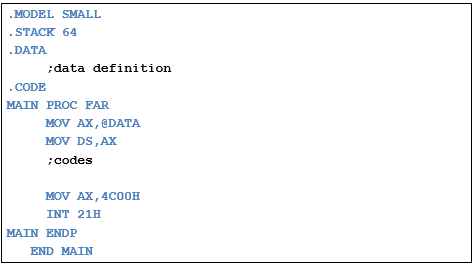 .MODEL SMALL
.STACK 64
.DATA
;data definition
.CODE
MAIN PROC FAR
MOV AX,@DATA
MOV DS,AX
;codes
MOV AX,4C00H
INT 21H
MAIN ENDP
END MAIN